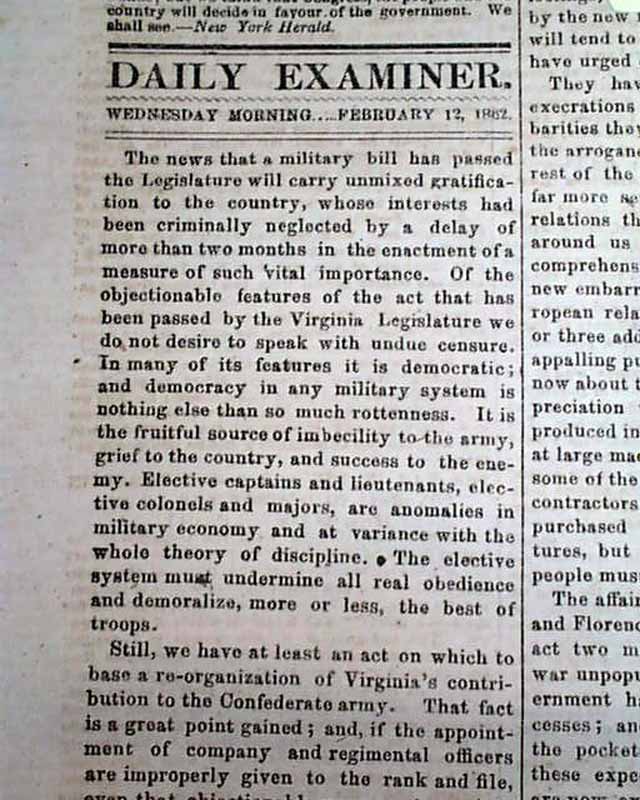 country will decide in favour of the government. We
shall see.—New York Herald.
DAILY EXAMINER.
WEDNESDAY MORNING....FEBRUARY 12, 1862.
The news that a military bill has passed
the Legislature will carry unmixed gratifica-
tion to the country, whose interests had
been criminally neglected by a delay of
more than two months in the enactment of a
measure of such vital importance. Of the
objectionable features of the act that has
been passed by the Virginia Legislature we
do not desire to speak with undue censure.
In many of its features it is democratic;
and democracy in any military system is
nothing else than so much rottenness. It is
the fruitful source of imbecility to the army,
grief to the country, and success to the ene-
my. Elective captains and lieutenants, elec-
tive colonels and majors, are anomalies in
military economy and at variance with the
whole theory of discipline. The elective
system must undermine all real obedience
and demoralize, more or less, the best of
troops.
Still, we have at least an act on which to
base a re-organization of Virginia's contri-
bution to the Confederate army. That fact
is a great point gained; and, if the appoint-
ment of company and regimental officers
are improperly given to the rank and file,
by the new
will tend to
have urged
They hav
execrations
barities they
the arrogan
rest of the
far more
relations th
around us
comprehens
new embarr
ropean rela
or three add
appalling pu
now about
preciation
produced in
at large mad
some of the
contractors
purchased
tures, but
people mus
The affair
and Florenc
act two m
war unpopu
ernment h
cesses; an
the pocket
these expe